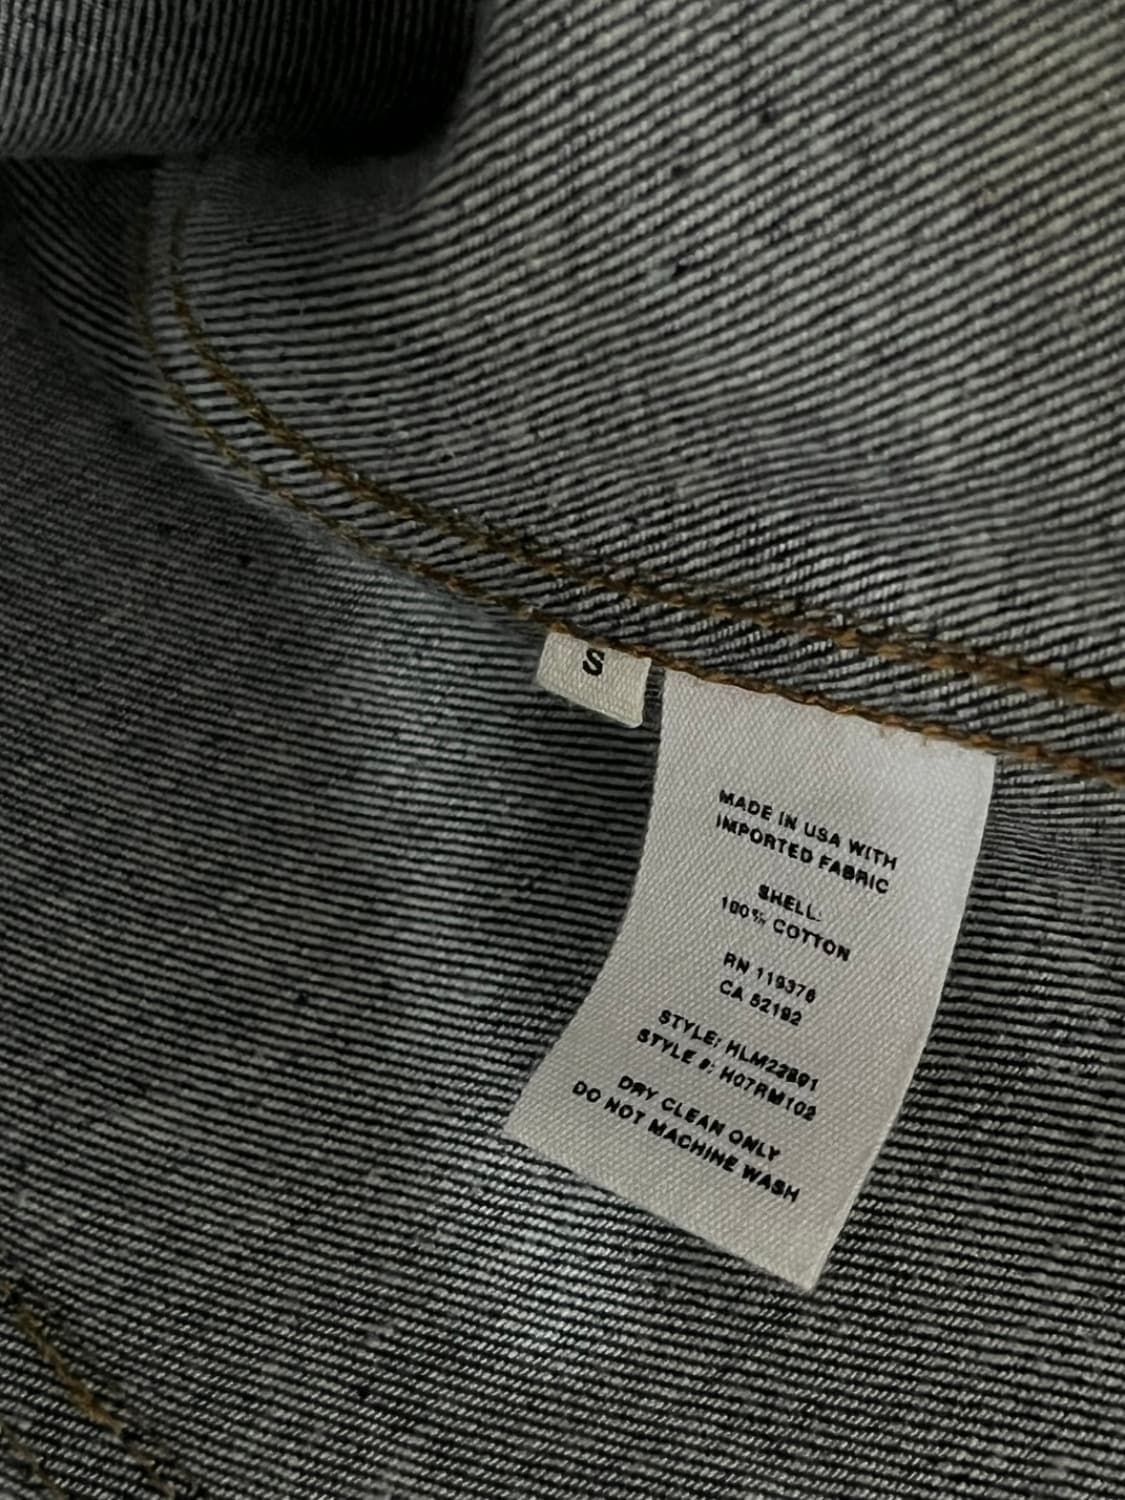 S
MADE IN USA WITH
IMPORTED FABRIC
SHELL:
100% COTTON
RN 119376
CA 52192
STYLE: HLM22B01
STYLE #: H07RM102
DRY CLEAN ONLY
DO NOT MACHINE WASH